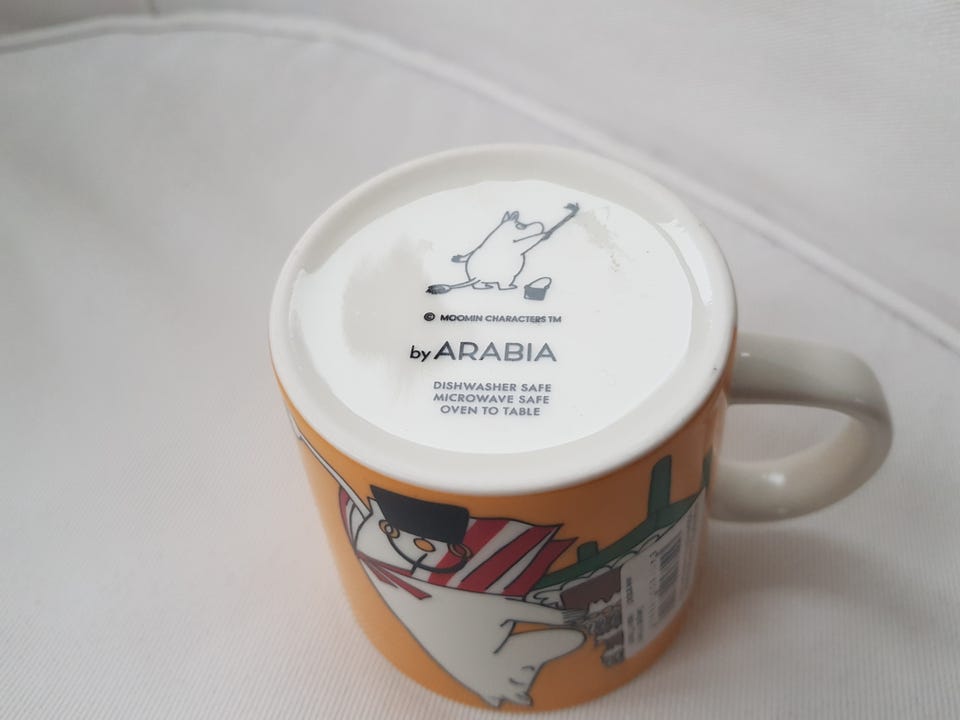 © MOOMIN CHARACTERS TM
by ARABIA
DISHWASHER SAFE
MICROWAVE SAFE
OVEN TO TABLE